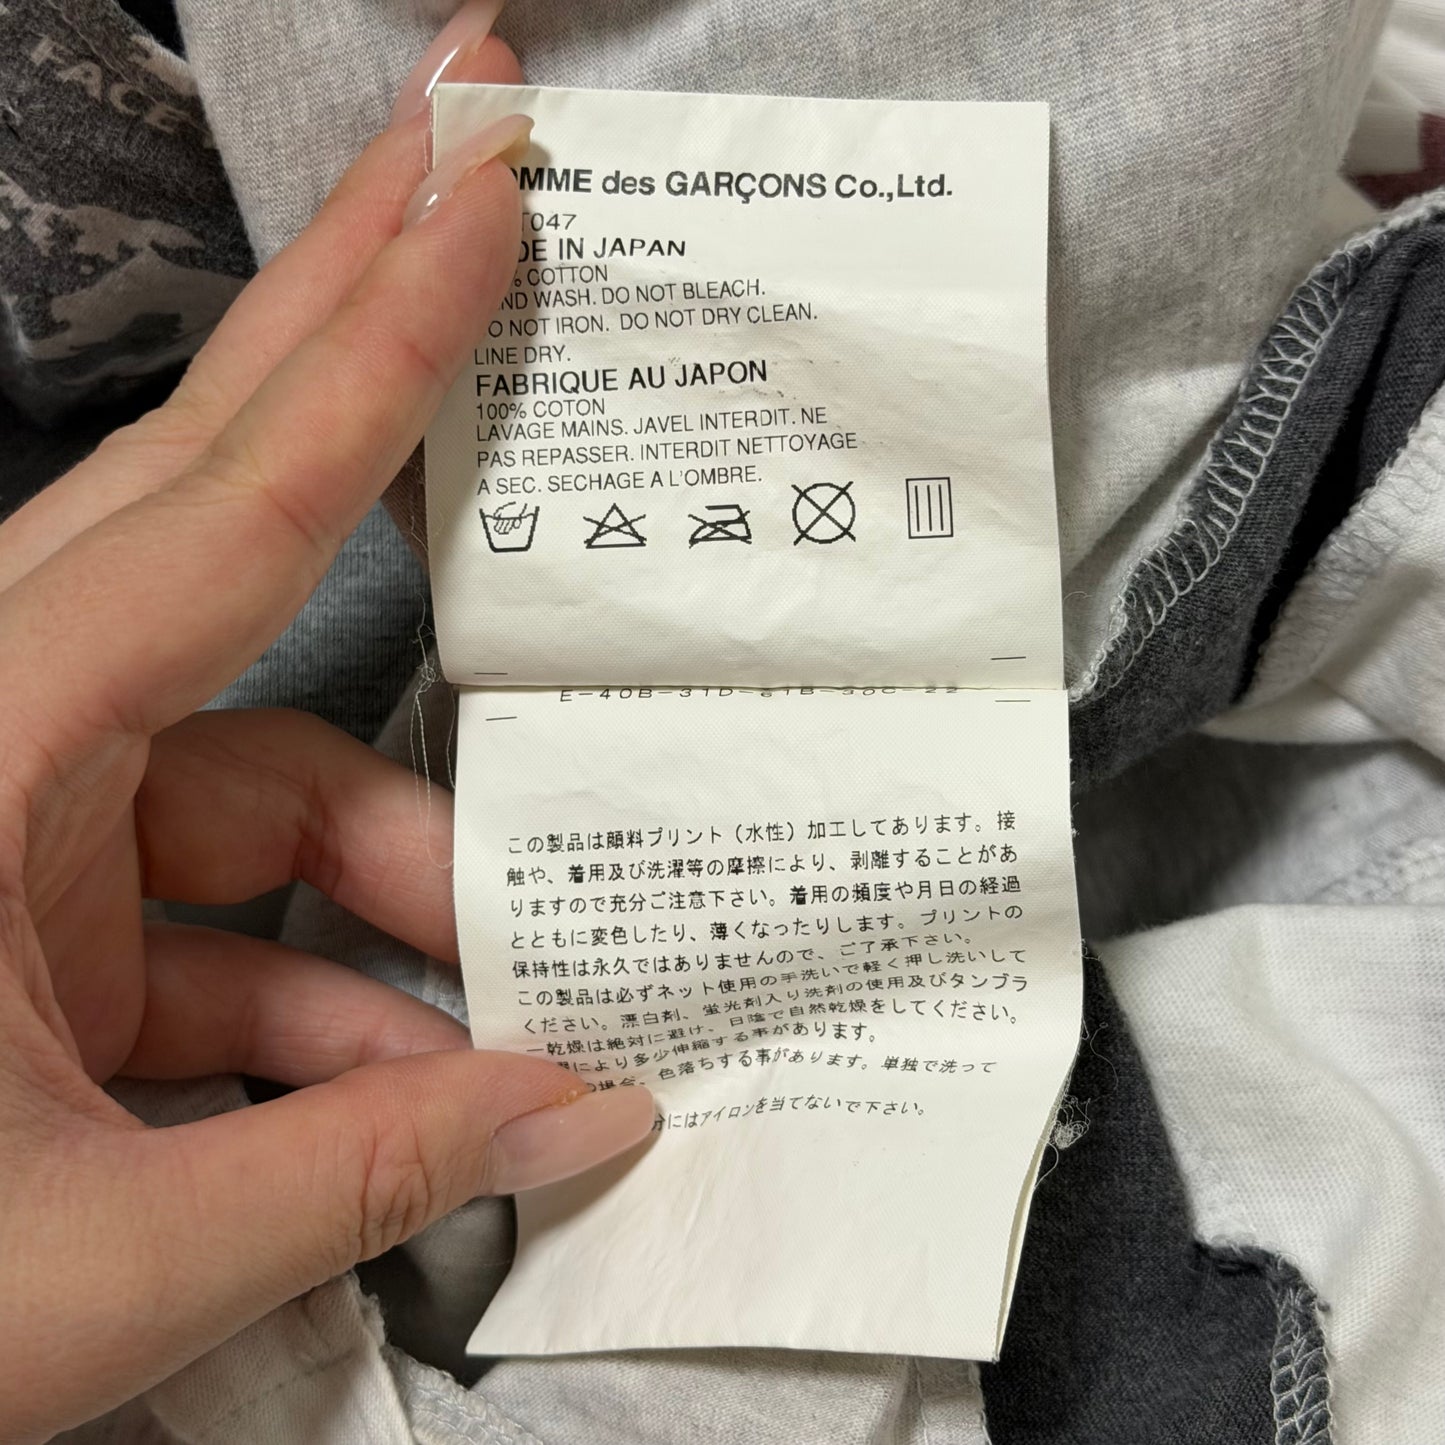 FACE
OMME des GARÇONS Co.,Ltd.
T047
DE IN JAPAN
% COTTON
ND WASH. DO NOT BLEACH.
O NOT IRON. DO NOT DRY CLEAN.
LINE DRY.
FABRIQUE AU JAPON
100% COTON
LAVAGE MAINS. JAVEL INTERDIT. NE
PAS REPASSER. INTERDIT NETTOYAGE
A SEC. SECHAGE A L'OMBRE.
E-40B-31D-61B-30C-22
この製品は顔料プリント（水性）加工してあります。接
触や、着用及び洗濯等の摩擦により、剥離することがあ
りますので充分ご注意下さい。着用の頻度や月日の経過
とともに変色したり、薄くなったりします。プリントの
保持性は永久ではありませんので、ご了承下さい。
この製品は必ずネット使用の手洗いで軽く押し洗いして
ください。漂白剤、蛍光剤入り洗剤の使用及びタンブラ
ー乾燥は絶対に避け、日陰で自然乾燥をしてください。
により多少伸縮する事があります。
の場合、色落ちする事があります。単独で洗って
分にはアイロンを当てないで下さい。